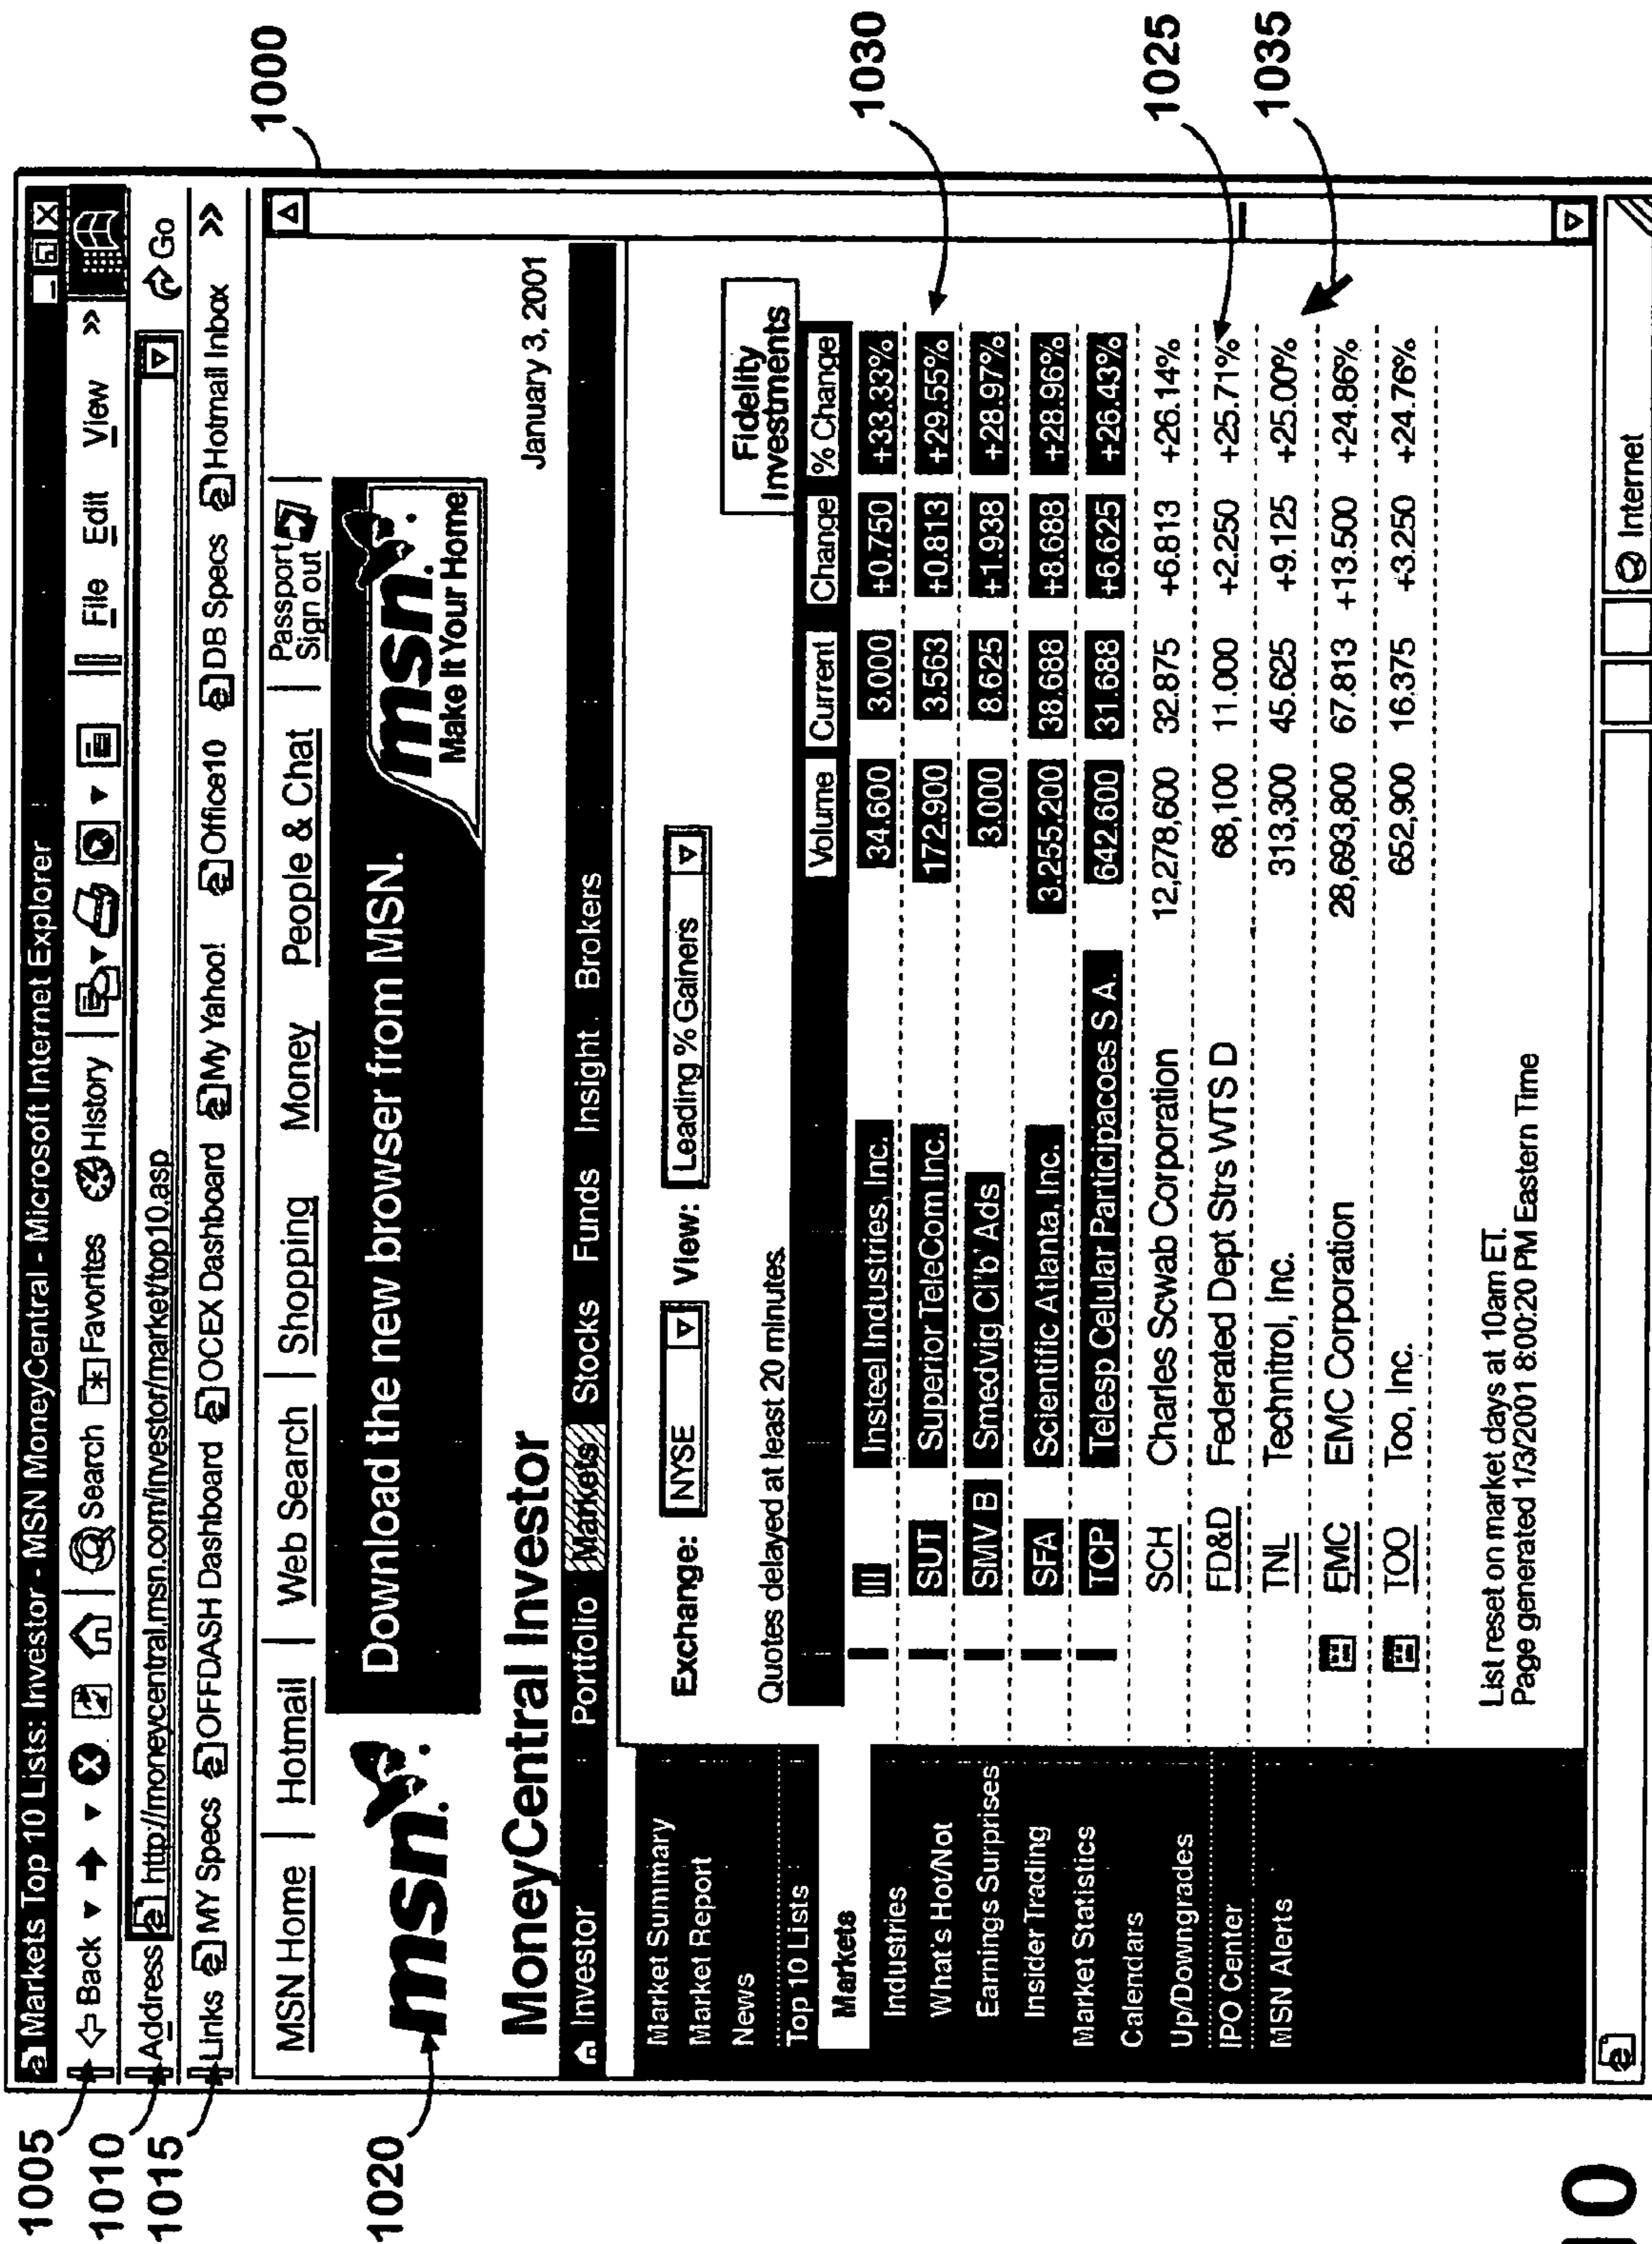 Markets Top 10 Lists: Investor - MSN MoneyCentral - Microsoft Internet Explorer
1005
Back Search Favorites History File Edit View »
1010
Address http://moneycentral.msn.com/investor/market/top10.asp Go
1015
Links MY Specs OFFDASH Dashboard OCEX Dashboard My Yahoo! Office10 DB Specs Hotmail Inbox »
1000
MSN Home | Hotmail | Web Search | Shopping Money People & Chat | Passport Sign out
1020
msn. Download the new browser from MSN. msn. Make It Your Home
MoneyCentral Investor January 3, 2001
Investor Portfolio Markets Stocks Funds Insight Brokers
Market Summary
Market Report
News
Top 10 Lists
Markets
Industries
What's Hot/Not
Earnings Surprises
Insider Trading
Market Statistics
Calendars
Up/Downgrades
IPO Center
MSN Alerts
Exchange: NYSE View: Leading % Gainers
Fidelity Investments
Quotes delayed at least 20 minutes.
Volume Current Change % Change
IIII Insteel Industries, Inc. 34.600 3.000 +0.750 +33.33%
SUT Superior TeleCom Inc. 172.900 3.563 +0.813 +29.55%
1030
SMV B Smedvig Cl'b' Ads 3.000 8.625 +1.938 +28.97%
SFA Scientific Atlanta, Inc. 3.255.200 38.688 +8.688 +28.96%
TCP Telesp Celular Participacoes S A. 642.600 31.688 +6.625 +26.43%
SCH Charles Scwab Corporation 12,278,600 32.875 +6.813 +26.14%
FD&D Federated Dept Strs WTS D 68,100 11.000 +2.250 +25.71%
1025
TNL Technitrol, Inc. 313,300 45.625 +9.125 +25.00%
1035
EMC EMC Corporation 28,693,800 67.813 +13.500 +24.86%
TOO Too, Inc. 652,900 16.375 +3.250 +24.76%
List reset on market days at 10am ET.
Page generated 1/3/2001 8:00:20 PM Eastern Time
Internet